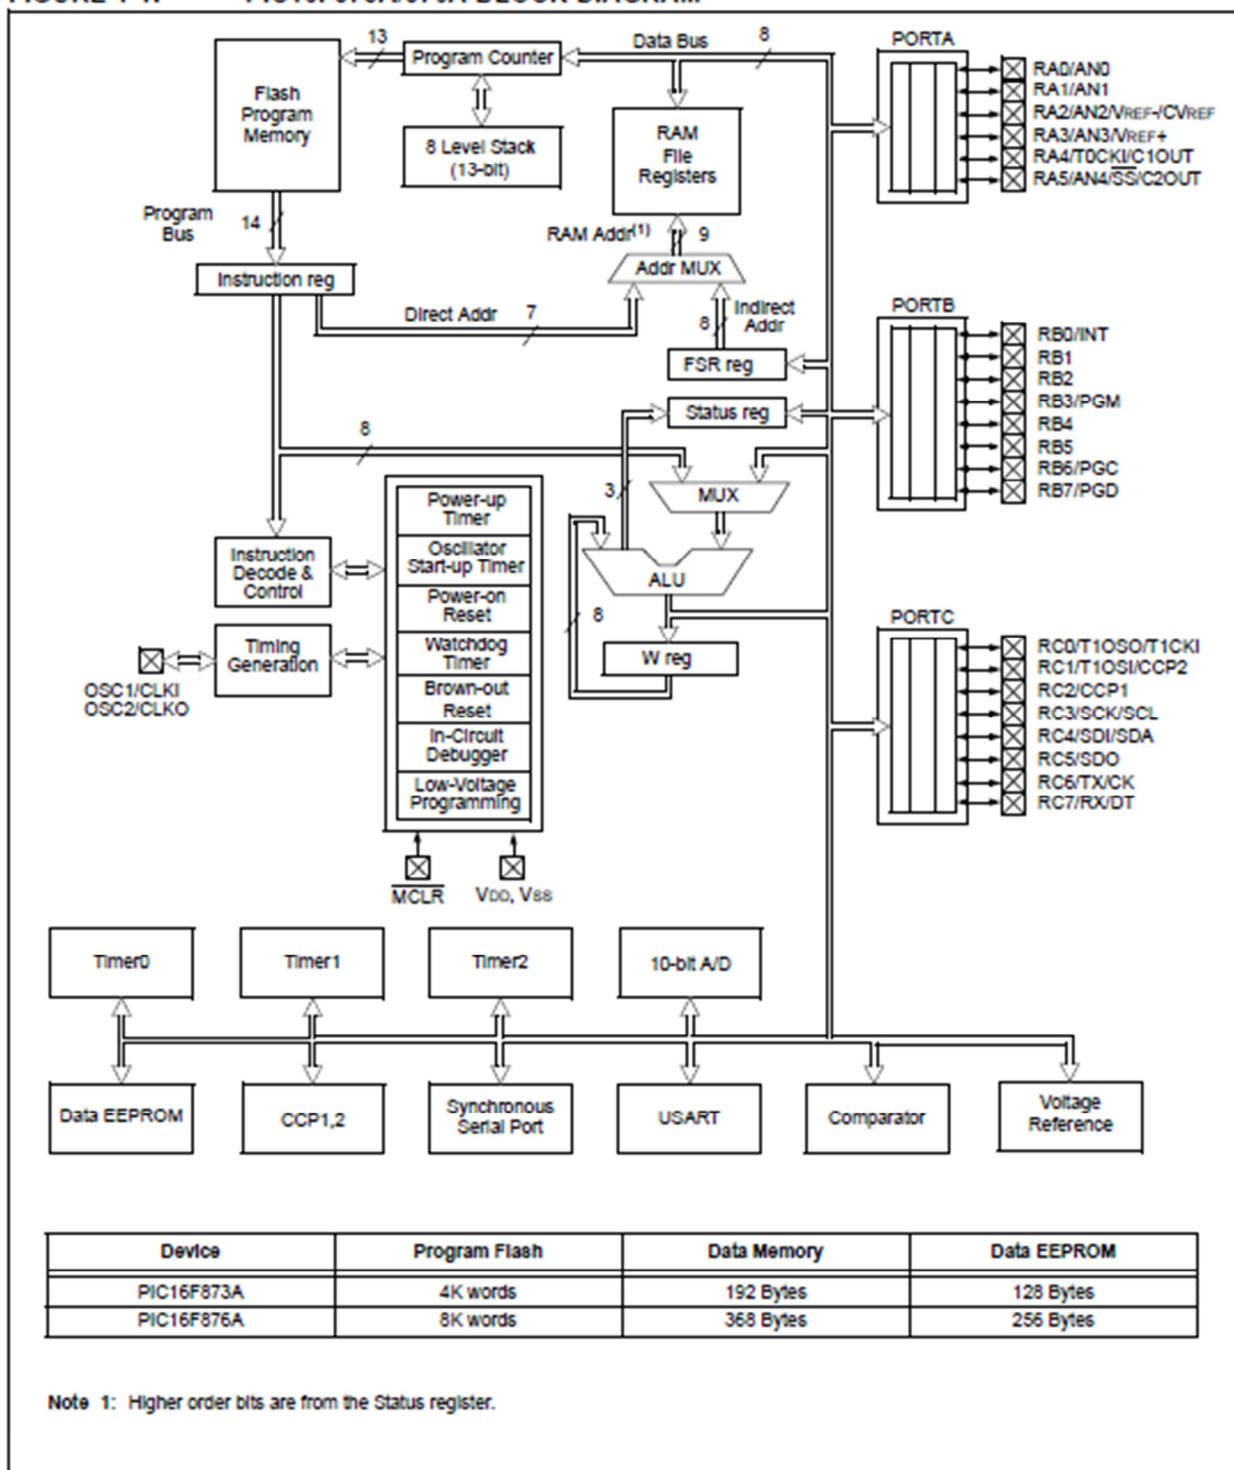 13
Program Counter
Data Bus
8
PORTA
Flash
Program
Memory
8 Level Stack
(13-bit)
RAM
File
Registers
RA0/AN0
RA1/AN1
RA2/AN2/VREF-/CVREF
RA3/AN3/VREF+
RA4/T0CKI/C1OUT
RA5/AN4/SS/C2OUT
Program
Bus
14
RAM Addr(1)
9
Instruction reg
Addr MUX
Direct Addr
7
8
Indirect
Addr
FSR reg
Status reg
PORTB
RB0/INT
RB1
RB2
RB3/PGM
RB4
RB5
RB6/PGC
RB7/PGD
8
3
MUX
Power-up
Timer
Oscillator
Start-up Timer
Power-on
Reset
Watchdog
Timer
Brown-out
Reset
In-Circuit
Debugger
Low-Voltage
Programming
Instruction
Decode &
Control
Timing
Generation
OSC1/CLKI
OSC2/CLKO
ALU
8
W reg
PORTC
RC0/T1OSO/T1CKI
RC1/T1OSI/CCP2
RC2/CCP1
RC3/SCK/SCL
RC4/SDI/SDA
RC5/SDO
RC6/TX/CK
RC7/RX/DT
MCLR
VDD, VSS
Timer0
Timer1
Timer2
10-bit A/D
Data EEPROM
CCP1,2
Synchronous
Serial Port
USART
Comparator
Voltage
Reference
Device Program Flash Data Memory Data EEPROM
PIC16F873A 4K words 192 Bytes 128 Bytes
PIC16F876A 8K words 368 Bytes 256 Bytes
Note 1: Higher order bits are from the Status register.